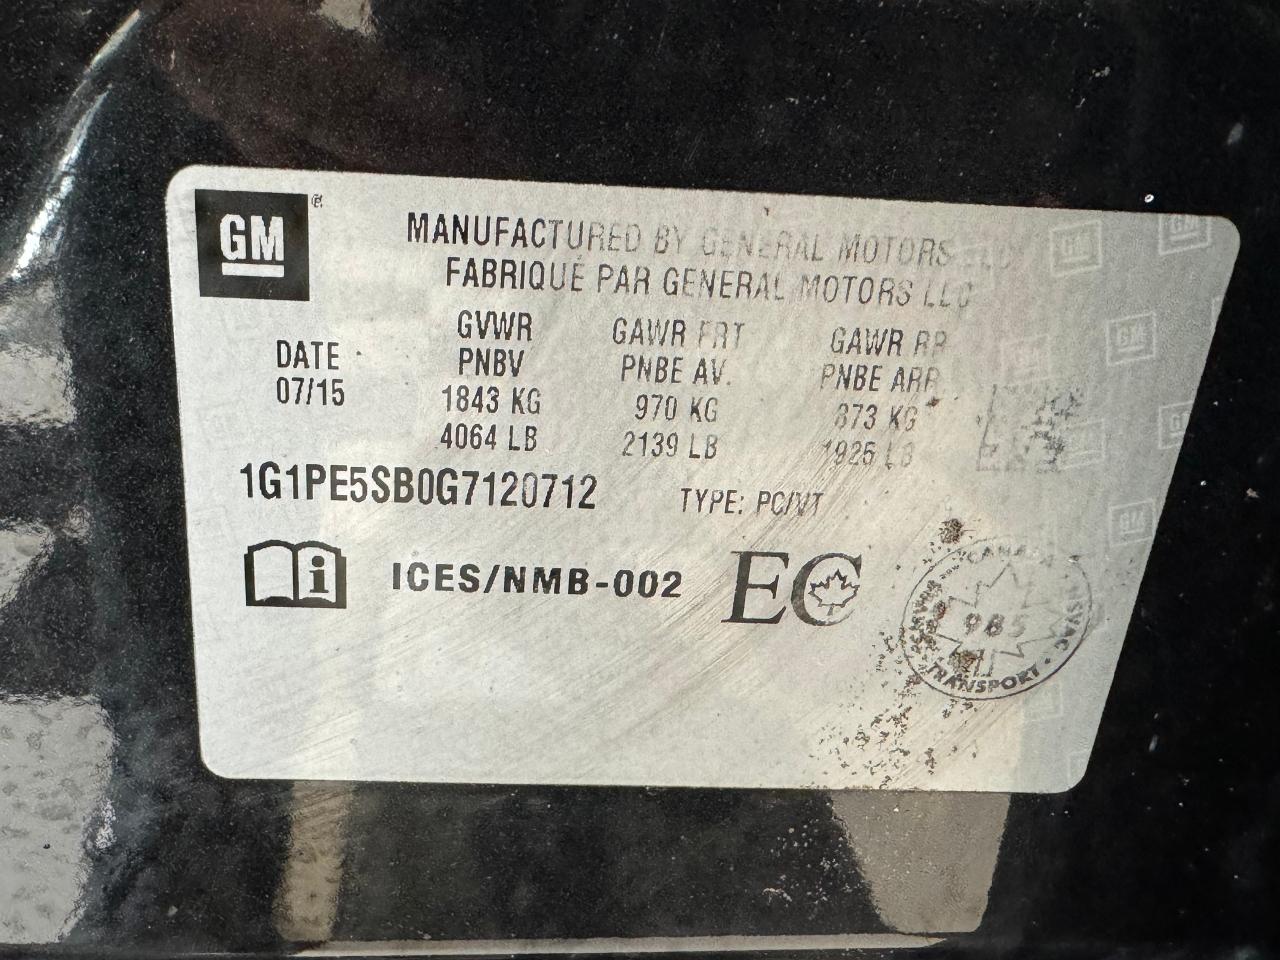 GM
MANUFACTURED BY GENERAL MOTORS LLC
FABRIQUÉ PAR GENERAL MOTORS LLC
GVWR GAWR FRT GAWR RR
DATE PNBV PNBE AV. PNBE ARR
07/15 1843 KG 970 KG 873 KG
4064 LB 2139 LB 1925 LB
1G1PE5SB0G7120712 TYPE: PC/VT
i ICES/NMB-002 EC
985
TRANSPORT